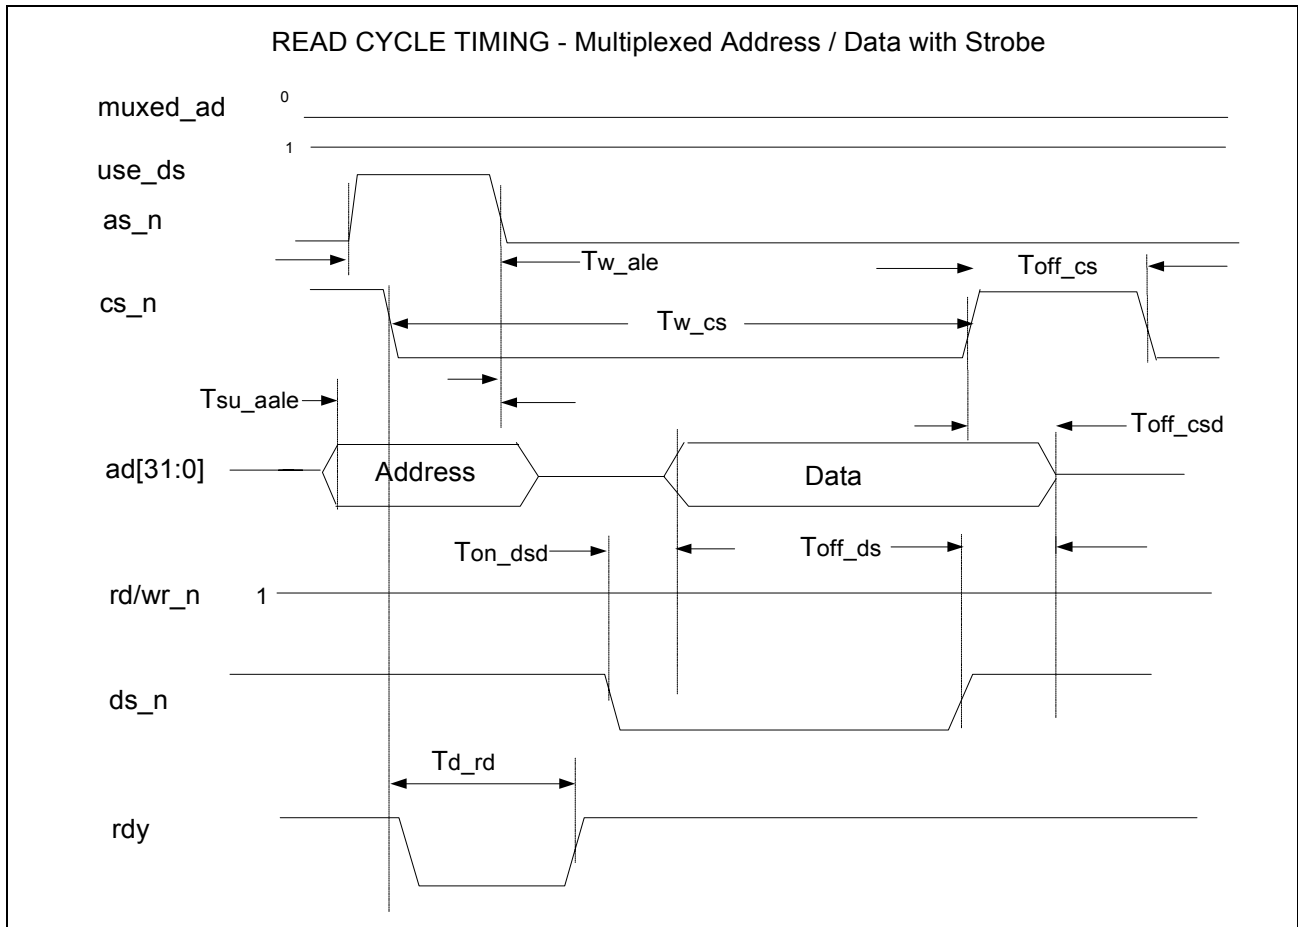 READ CYCLE TIMING - Multiplexed Address / Data with Strobe
muxed_ad
0
1
use_ds
as_n
Tw_ale
Toff_cs
cs_n
Tw_cs
Tsu_aale
Toff_csd
ad[31:0]
Address
Data
Ton_dsd
Toff_ds
rd/wr_n
1
ds_n
Td_rd
rdy